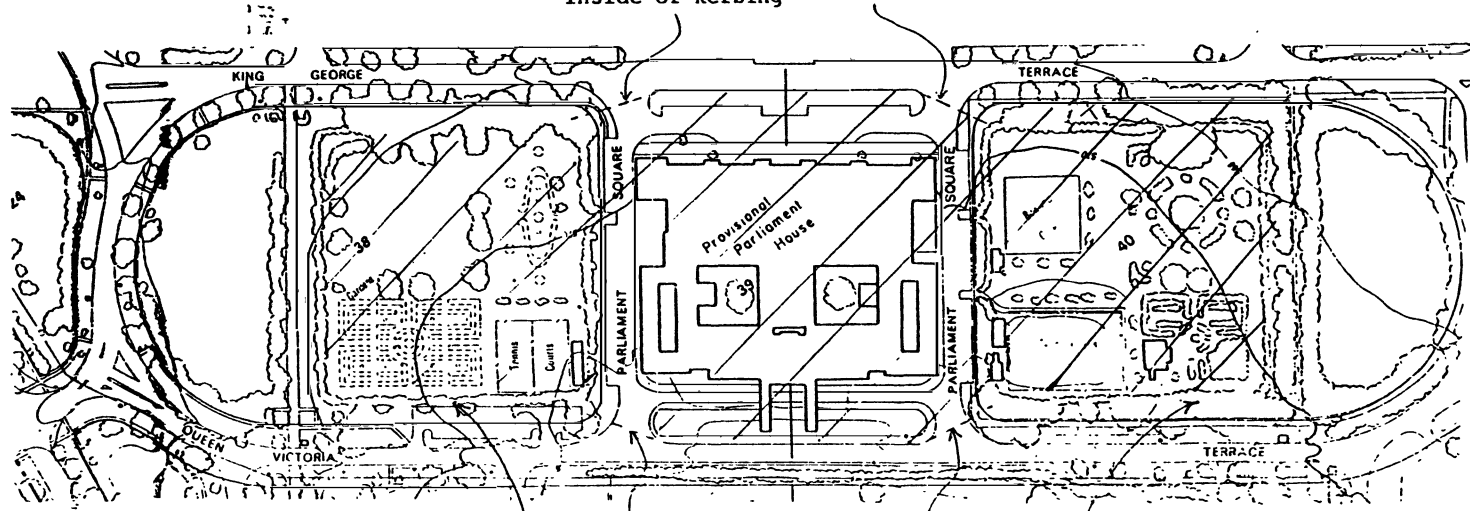 inside of kerbing
KING GEORGE
TERRACE
SQUARE
SQUARE
24
38
Provisional
Parliament
House
39
40
PARLIAMENT
PARLIAMENT
Tennis
Courts
QUEEN
VICTORIA
TERRACE